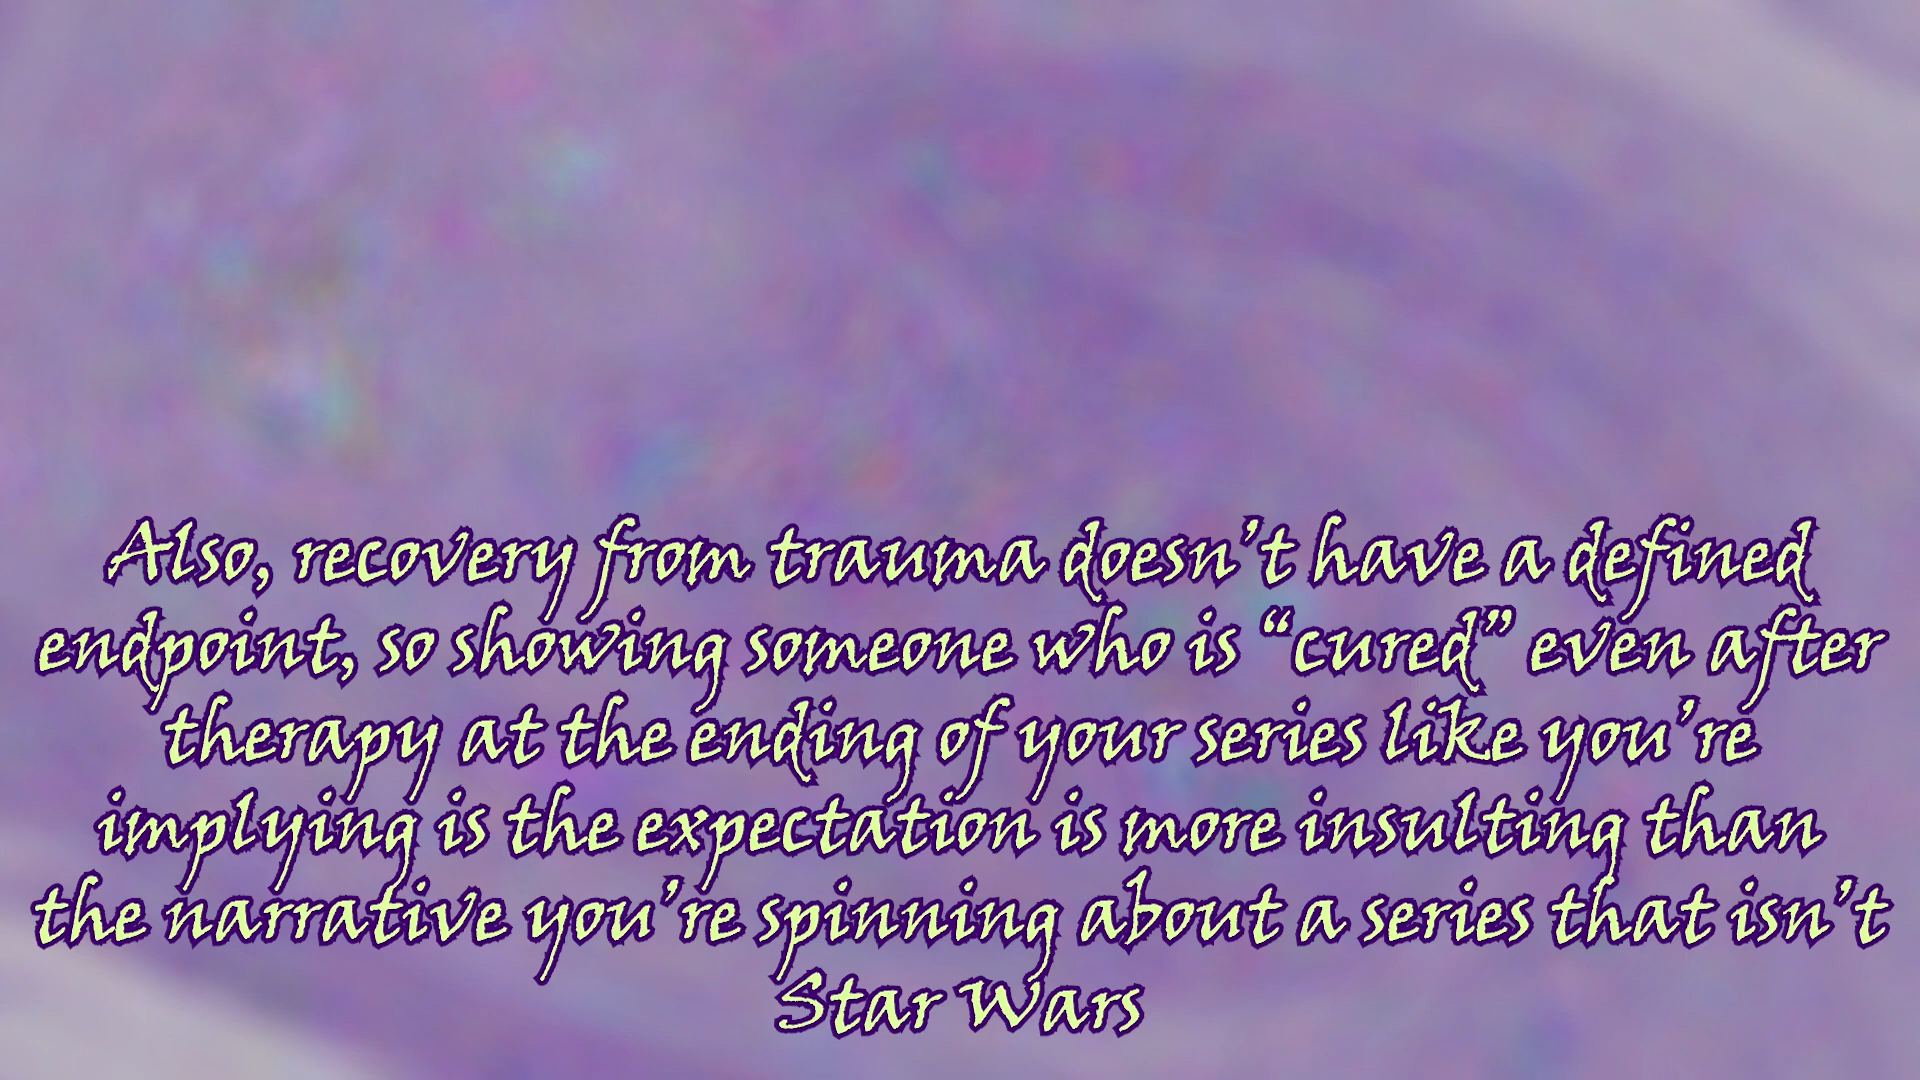 Also, recovery from trauma doesn’t have a defined
endpoint, so showing someone who is “cured” even after
therapy at the ending of your series like you’re
implying is the expectation is more insulting than
the narrative you’re spinning about a series that isn’t
Star Wars